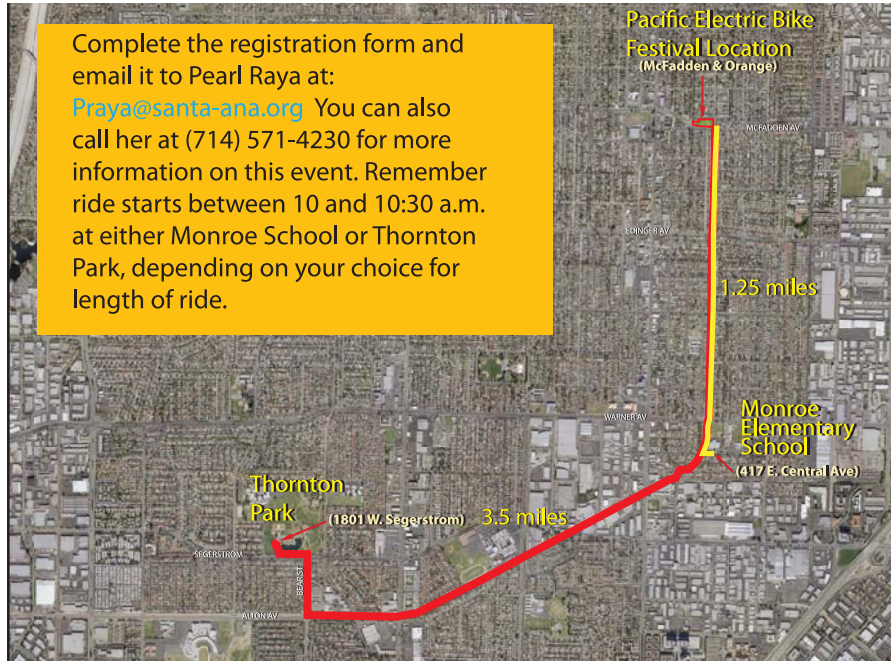 Complete the registration form and
email it to Pearl Raya at:
Praya@santa-ana.org You can also
call her at (714) 571-4230 for more
information on this event. Remember
ride starts between 10 and 10:30 a.m.
at either Monroe School or Thornton
Park, depending on your choice for
length of ride.
Pacific Electric Bike
Festival Location
(McFadden & Orange)
MCFADDEN AV
EDINGER AV
1.25 miles
WARNER AV
Monroe
Elementary
School
(417 E. Central Ave)
Thornton
Park
(1801 W. Segerstrom)
3.5 miles
SEGERSTROM
BEAR ST
ALTON AV